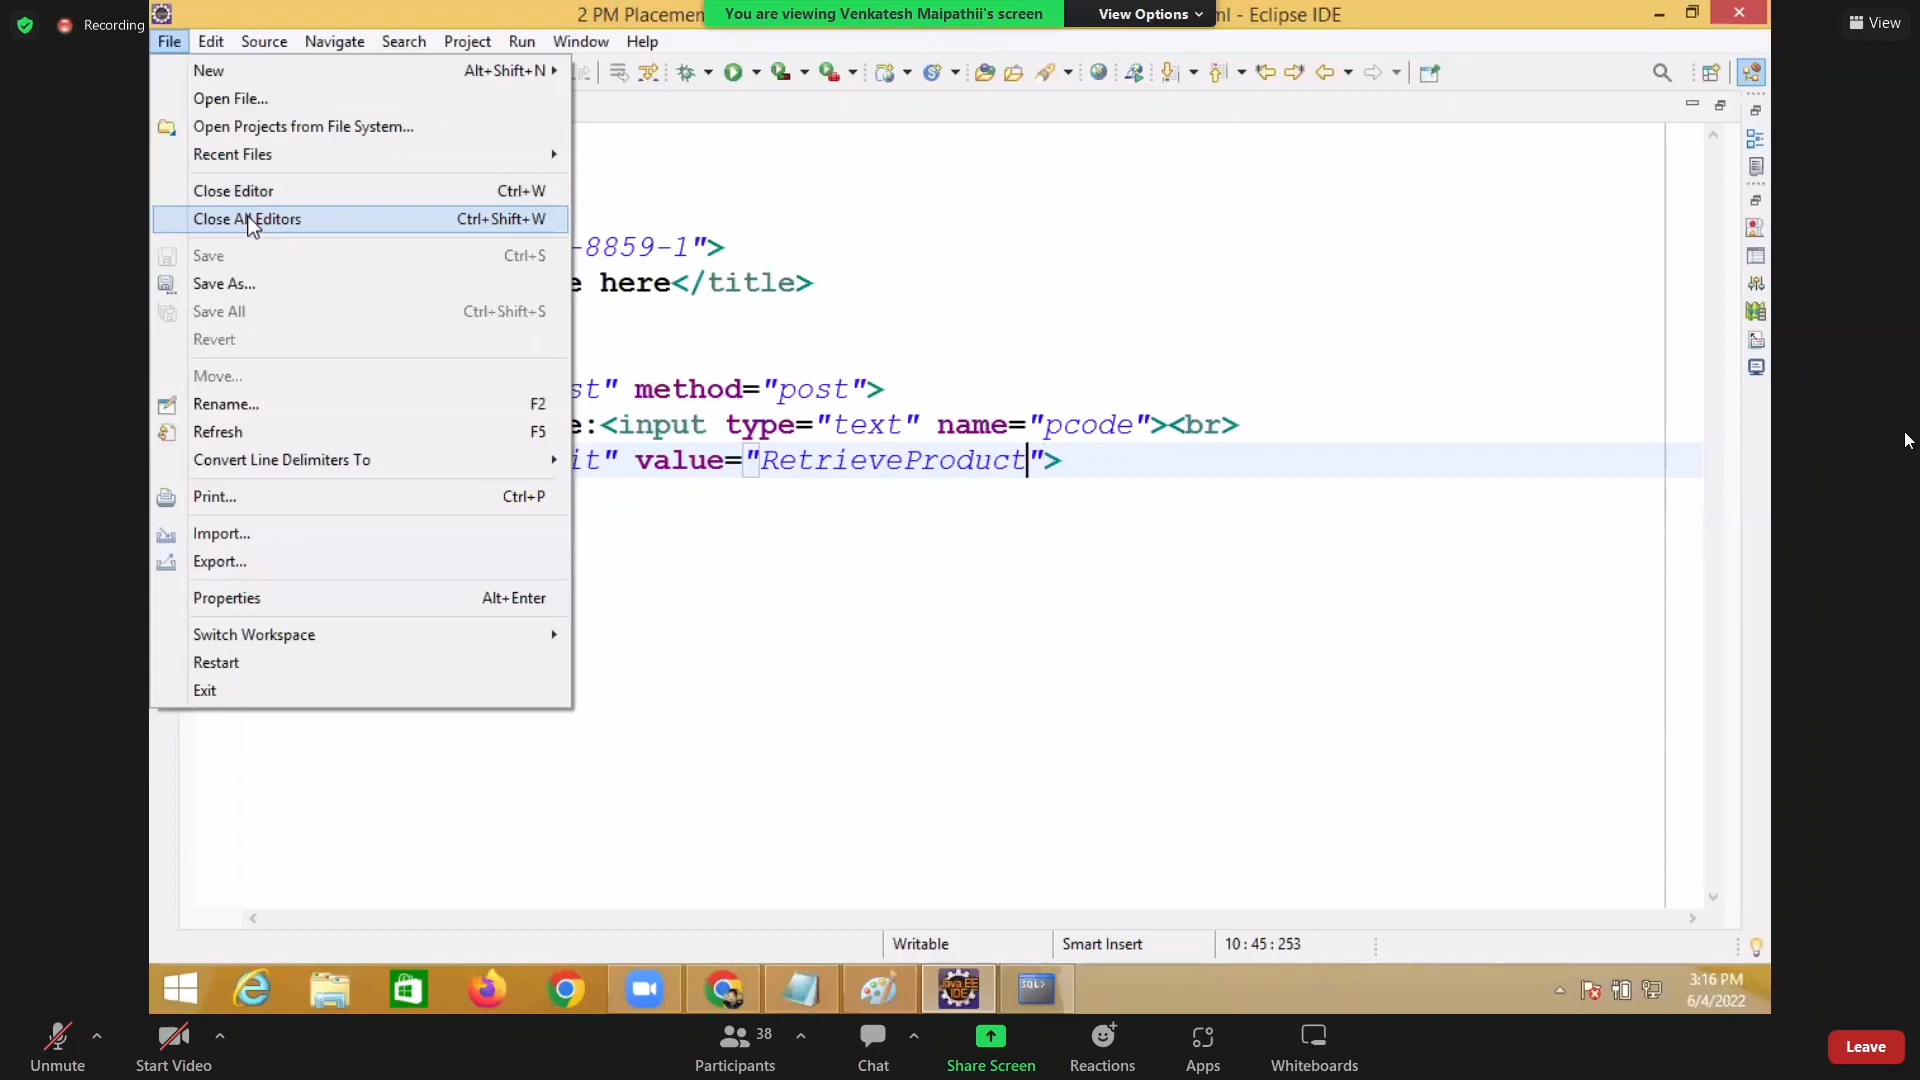 Recording
2 PM Placemen
You are viewing Venkatesh Maipathii's screen
View Options
ml - Eclipse IDE
View
File Edit Source Navigate Search Project Run Window Help
New Alt+Shift+N
Open File...
Open Projects from File System...
Recent Files
Close Editor Ctrl+W
Close All Editors Ctrl+Shift+W
Save Ctrl+S
Save As...
Save All Ctrl+Shift+S
Revert
Move...
Rename... F2
Refresh F5
Convert Line Delimiters To
Print... Ctrl+P
Import...
Export...
Properties Alt+Enter
Switch Workspace
Restart
Exit
-8859-1">
e here</title>
st" method="post">
e:<input type="text" name="pcode"><br>
it" value="RetrieveProduct">
Writable Smart Insert 10 : 45 : 253
Java EE
IDE
SQL>
3:16 PM
6/4/2022
Unmute
Start Video
38
Participants
Chat
Share Screen
Reactions
Apps
Whiteboards
Leave